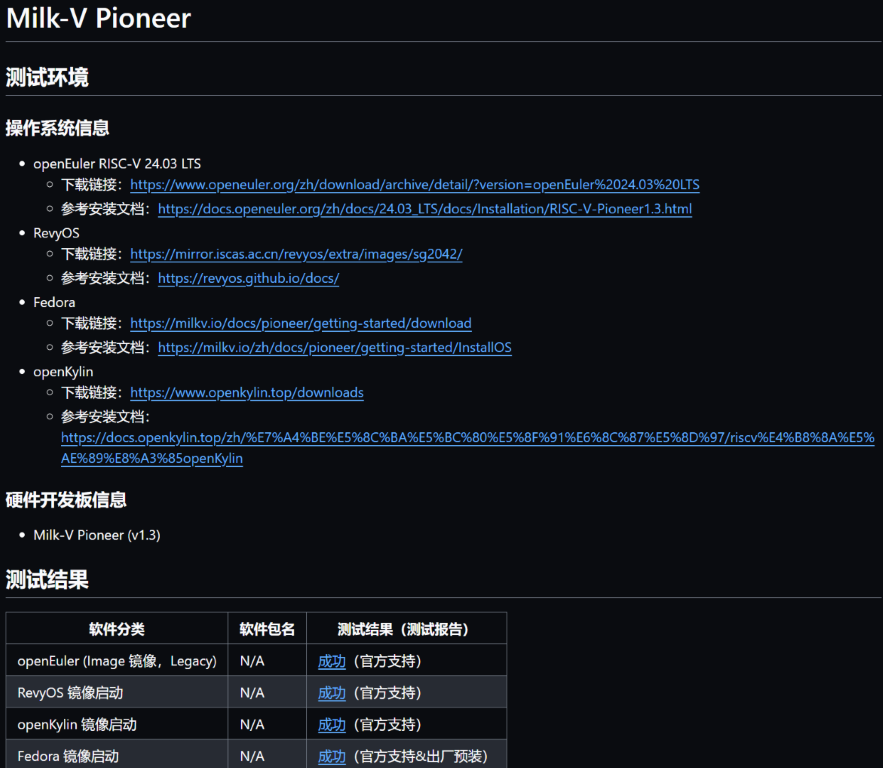 Milk-V Pioneer
测试环境
操作系统信息
openEuler RISC-V 24.03 LTS
下载链接：https://www.openeuler.org/zh/download/archive/detail/?version=openEuler%2024.03%20LTS
参考安装文档：https://docs.openeuler.org/zh/docs/24.03_LTS/docs/Installation/RISC-V-Pioneer1.3.html
RevyOS
下载链接：https://mirror.iscas.ac.cn/revyos/extra/images/sg2042/
参考安装文档：https://revyos.github.io/docs/
Fedora
下载链接：https://milkv.io/docs/pioneer/getting-started/download
参考安装文档：https://milkv.io/zh/docs/pioneer/getting-started/InstallOS
openKylin
下载链接：https://www.openkylin.top/downloads
参考安装文档：
https://docs.openkylin.top/zh/%E7%A4%BE%E5%8C%BA%E5%BC%80%E5%8F%91%E6%8C%87%E5%8D%97/riscv%E4%B8%8A%E5%
AE%89%E8%A3%85openKylin
硬件开发板信息
Milk-V Pioneer (v1.3)
测试结果
软件分类 软件包名 测试结果（测试报告）
openEuler (Image 镜像，Legacy) N/A 成功（官方支持）
RevyOS 镜像启动 N/A 成功（官方支持）
openKylin 镜像启动 N/A 成功（官方支持）
Fedora 镜像启动 N/A 成功（官方支持&出厂预装）